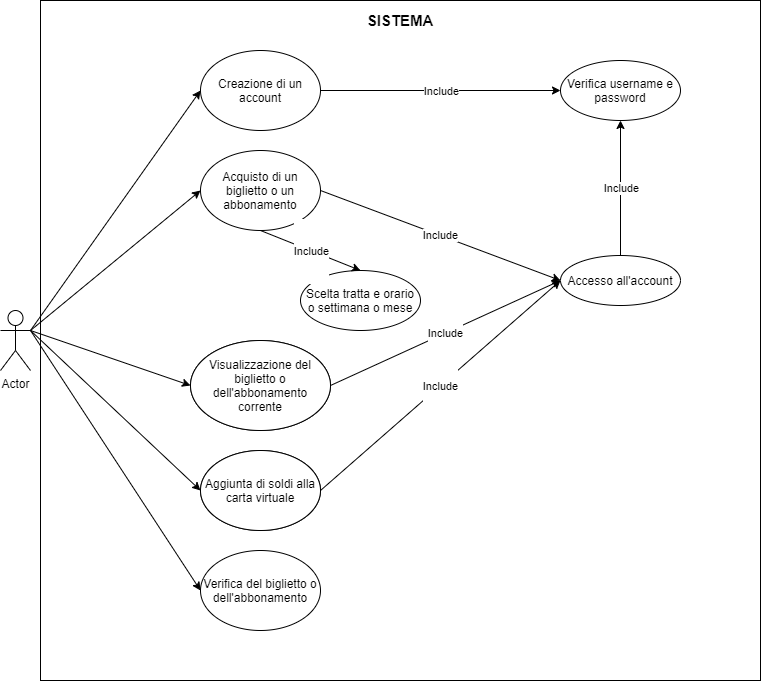 SISTEMA
Creazione di un
account
Include
Verifica username e
password
Acquisto di un
biglietto o un
abbonamento
Include
Include
Include
Scelta tratta e orario
o settimana o mese
Accesso all'account
Actor
Visualizzazione del
biglietto o
dell'abbonamento
corrente
Include
Include
Aggiunta di soldi alla
carta virtuale
Verifica del biglietto o
dell'abbonamento